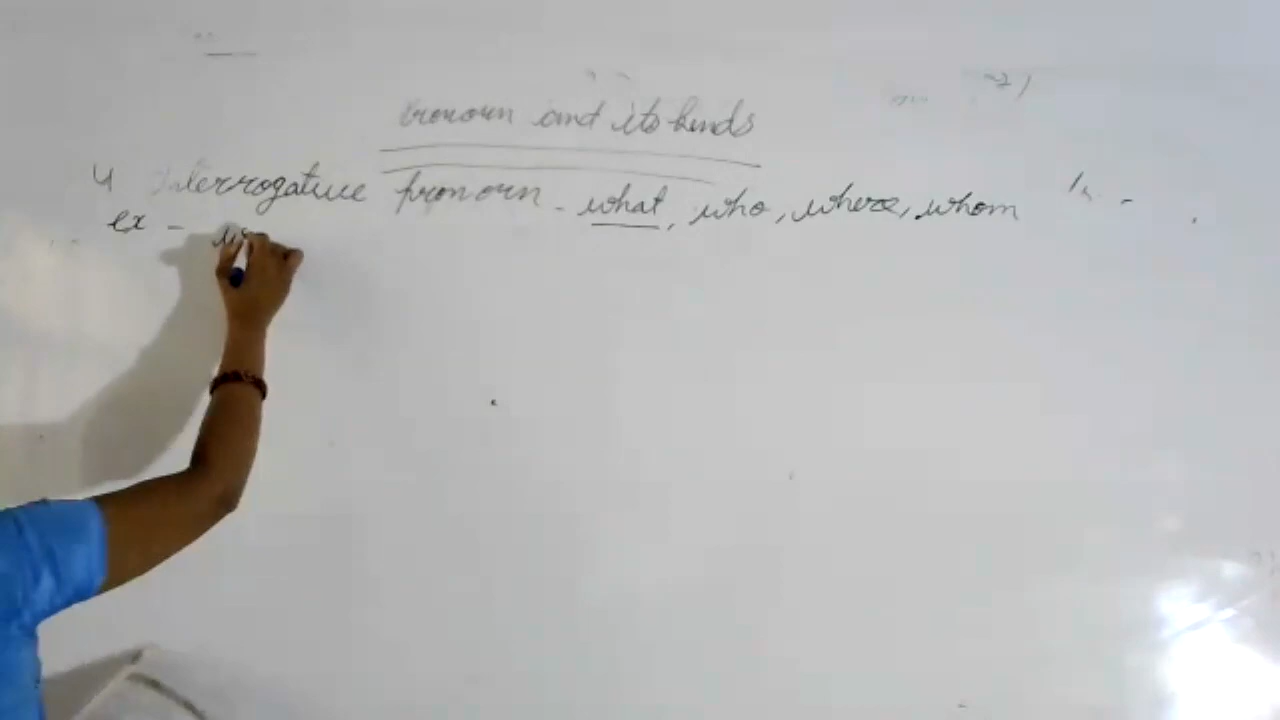 Pronoun and its kinds
4 Interrogative pronoun - what, who, where, whom
ex -